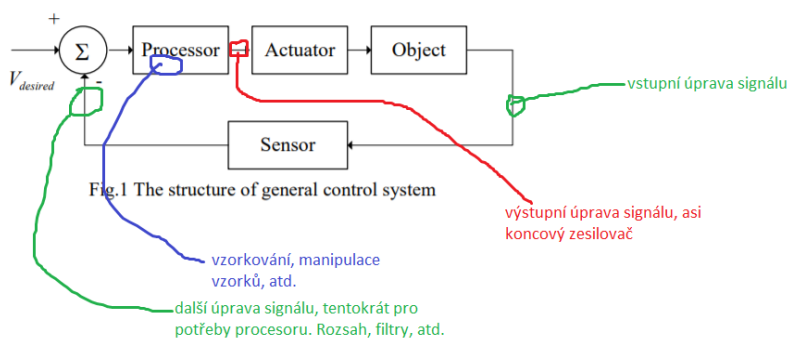 +
Σ
Processor
Actuator
Object
V desired
-
vstupní úprava signálu
Sensor
Fig.1 The structure of general control system
výstupní úprava signálu, asi
koncový zesilovač
vzorkování, manipulace
vzorků, atd.
další úprava signálu, tentokrát pro
potřeby procesoru. Rozsah, filtry, atd.